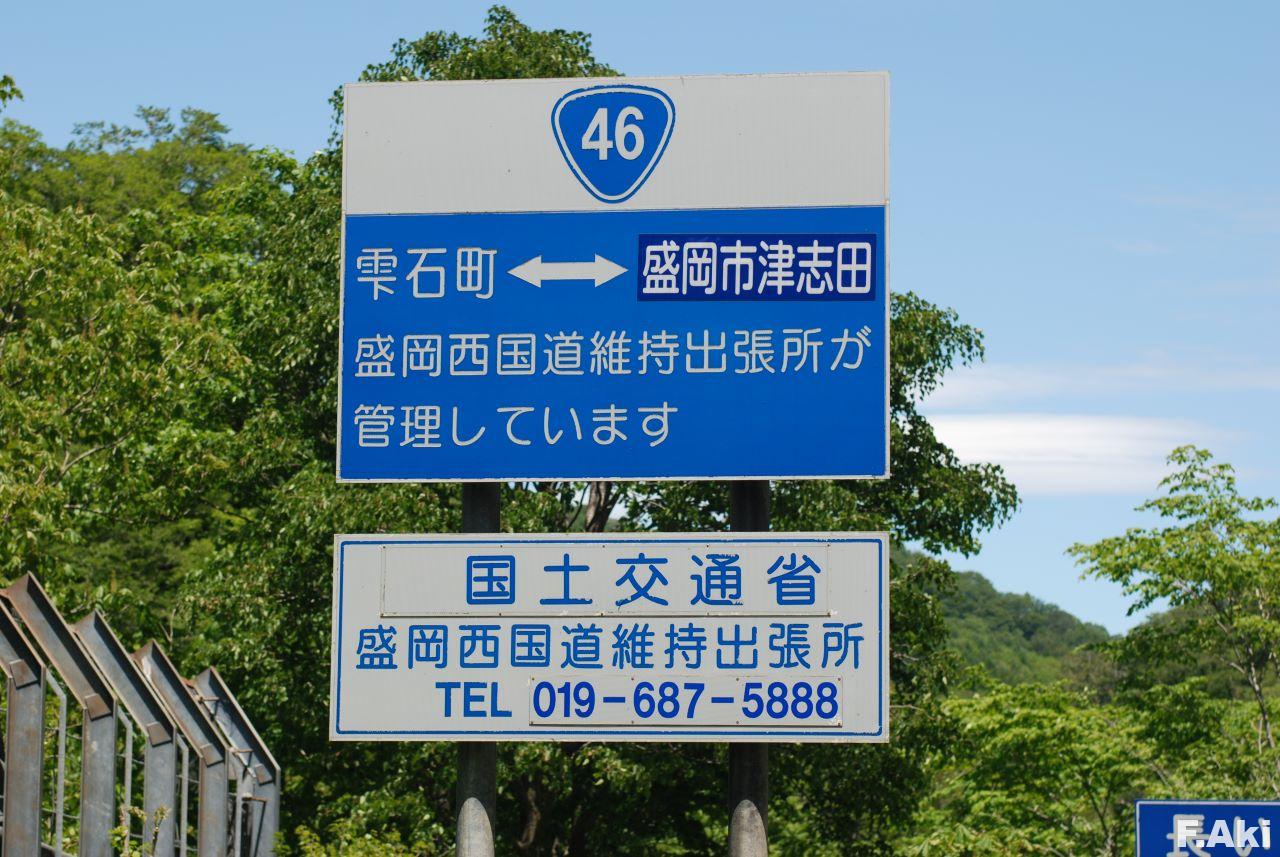 46
雫石町 ↔ 盛岡市津志田
盛岡西国道維持出張所が
管理しています
国土交通省
盛岡西国道維持出張所
TEL 019-687-5888
長い
F.Aki